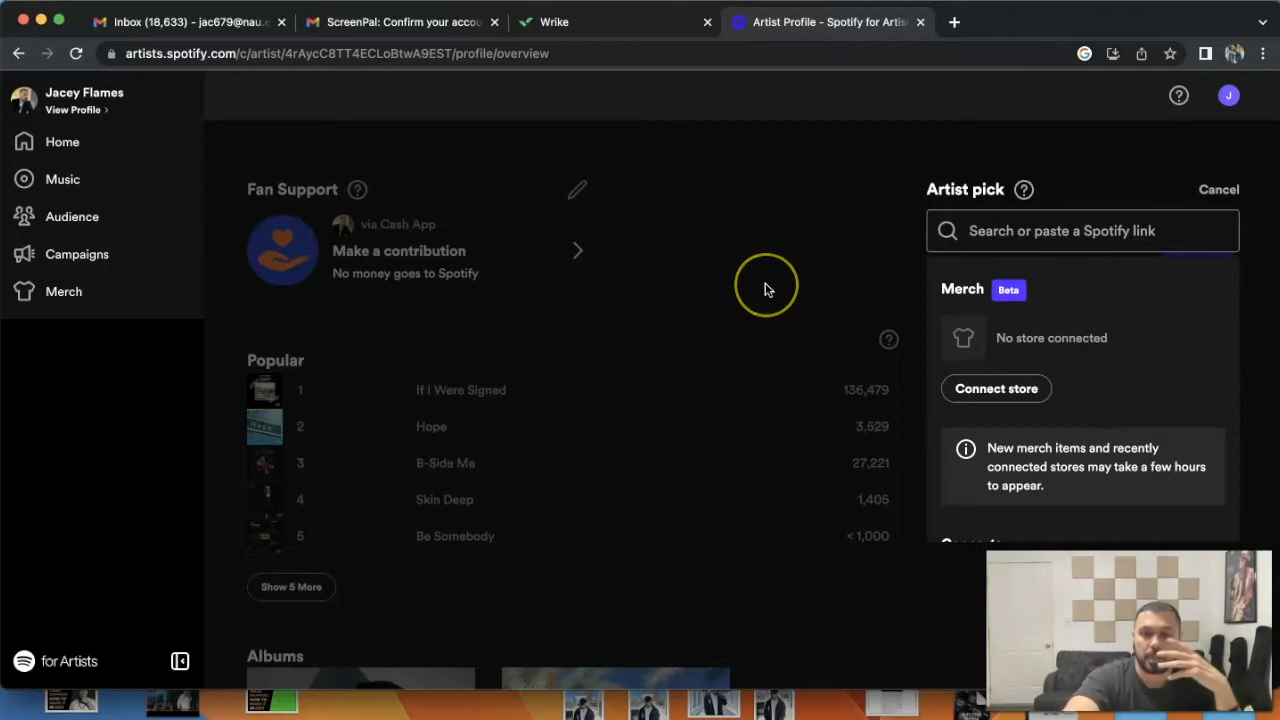 Inbox (18,633) - jac679@nau.e
ScreenPal: Confirm your accou
Wrike
Artist Profile - Spotify for Artis
artists.spotify.com/c/artist/4rAycC8TT4ECLoBtwA9EST/profile/overview
Jacey Flames
View Profile
J
Home
Music
Audience
Campaigns
Merch
Fan Support
via Cash App
Make a contribution
No money goes to Spotify
Artist pick
Cancel
Search or paste a Spotify link
Merch Beta
No store connected
Connect store
New merch items and recently
connected stores may take a few hours
to appear.
Popular
1 If I Were Signed 136,479
2 Hope 3,529
3 B-Side Me 27,221
4 Skin Deep 1,405
5 Be Somebody < 1,000
Show 5 More
Albums
for Artists